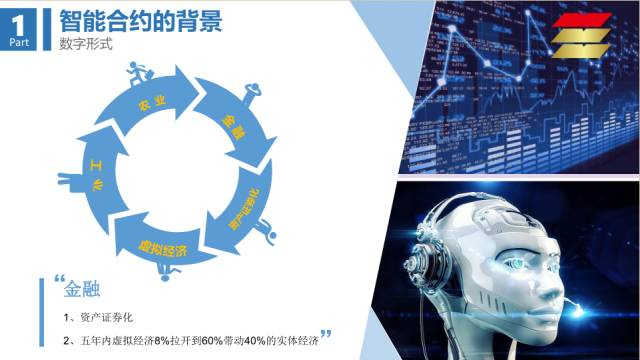 1
Part
智能合约的背景
数字形式
农业
金融
资产证券化
虚拟经济
工业
“金融
1、资产证券化
2、五年内虚拟经济8%拉开到60%带动40%的实体经济”